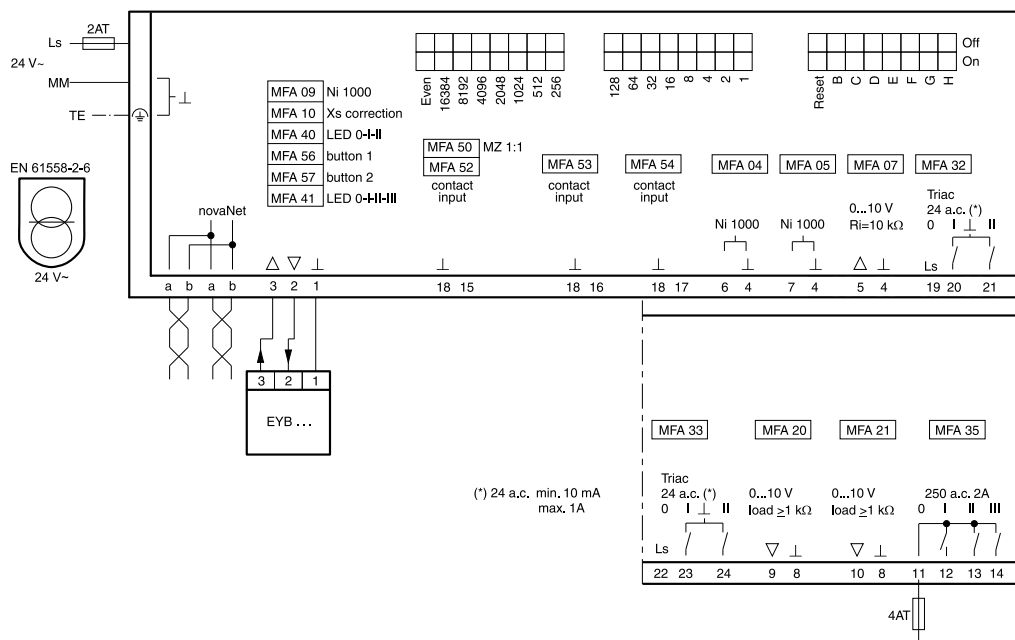 2AT
Ls
24 V~
MM
TE
EN 61558-2-6
24 V~
novaNet
MFA 09 Ni 1000
MFA 10 Xs correction
MFA 40 LED 0-I-II
MFA 56 button 1
MFA 57 button 2
MFA 41 LED 0-I-II-III
Off
On
Even 16384 8192 4096 2048 1024 512 256
128 64 32 16 8 4 2 1
Reset B C D E F G H
MFA 50 MZ 1:1
MFA 52
contact
input
MFA 53
contact
input
MFA 54
contact
input
MFA 04
Ni 1000
MFA 05
Ni 1000
MFA 07
0...10 V
Ri=10 kΩ
MFA 32
Triac
24 a.c. (*)
0 I ⊥ II
Ls
a b a b 3 2 1 18 15 18 16 18 17 6 4 7 4 5 4 19 20 21
3 2 1
EYB ...
(*) 24 a.c. min. 10 mA
max. 1A
MFA 33
Triac
24 a.c. (*)
0 I ⊥ II
Ls
MFA 20
0...10 V
load ≥1 kΩ
MFA 21
0...10 V
load ≥1 kΩ
MFA 35
250 a.c. 2A
0 I II III
22 23 24 9 8 10 8 11 12 13 14
4AT